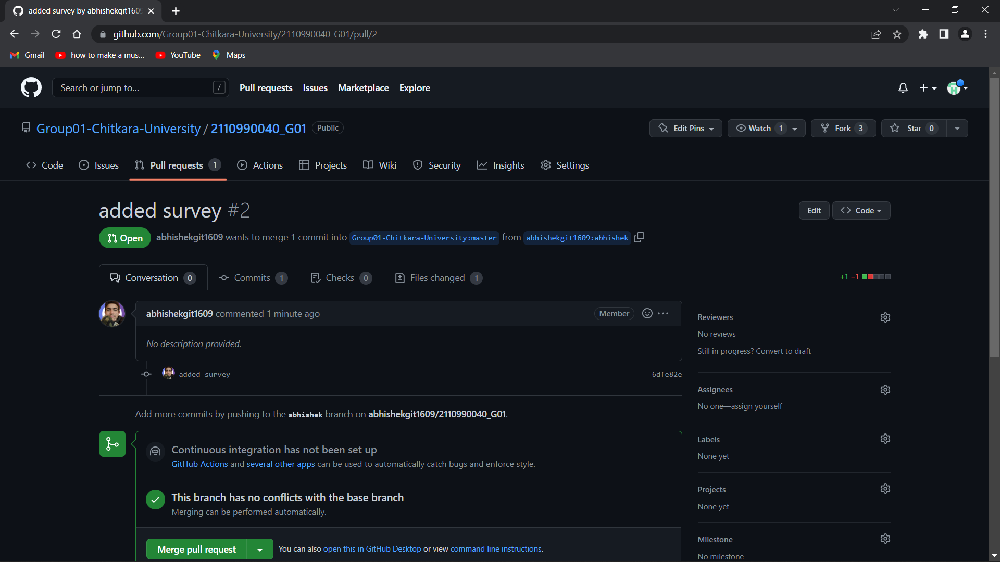 added survey by abhishekgit1609
github.com/Group01-Chitkara-University/2110990040_G01/pull/2
Gmail how to make a mus... YouTube Maps
Search or jump to... / Pull requests Issues Marketplace Explore
Group01-Chitkara-University / 2110990040_G01 Public Edit Pins Watch 1 Fork 3 Star 0
Code Issues Pull requests 1 Actions Projects Wiki Security Insights Settings
added survey #2 Edit Code
Open abhishekgit1609 wants to merge 1 commit into Group01-Chitkara-University:master from abhishekgit1609:abhishek
Conversation 0 Commits 1 Checks 0 Files changed 1 +1 −1
abhishekgit1609 commented 1 minute ago Member
No description provided.
added survey 6dfe82e
Add more commits by pushing to the abhishek branch on abhishekgit1609/2110990040_G01.
Continuous integration has not been set up
GitHub Actions and several other apps can be used to automatically catch bugs and enforce style.
This branch has no conflicts with the base branch
Merging can be performed automatically.
Merge pull request You can also open this in GitHub Desktop or view command line instructions.
Reviewers
No reviews
Still in progress? Convert to draft
Assignees
No one—assign yourself
Labels
None yet
Projects
None yet
Milestone
No milestone